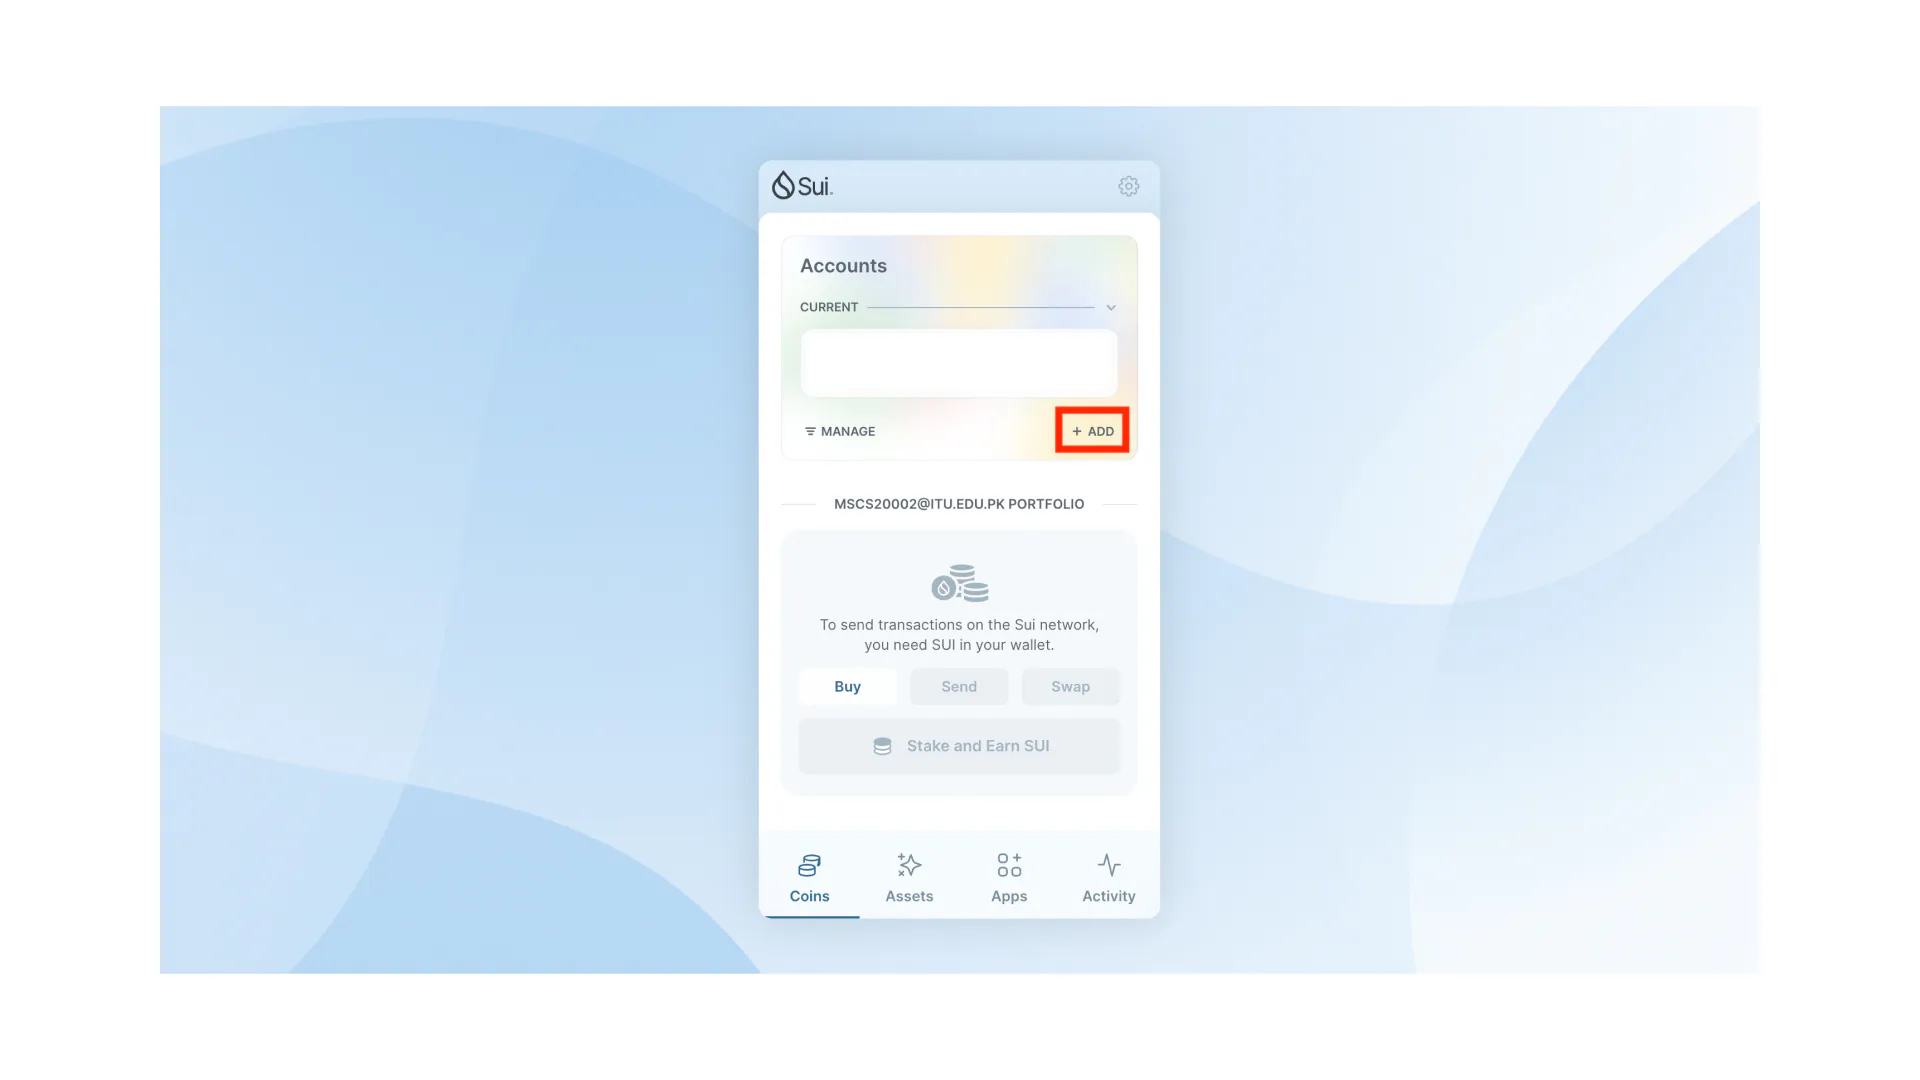 Sui
Accounts
CURRENT
MANAGE
+ ADD
MSCS20002@ITU.EDU.PK PORTFOLIO
To send transactions on the Sui network,
you need SUI in your wallet.
Buy
Send
Swap
Stake and Earn SUI
Coins
Assets
Apps
Activity